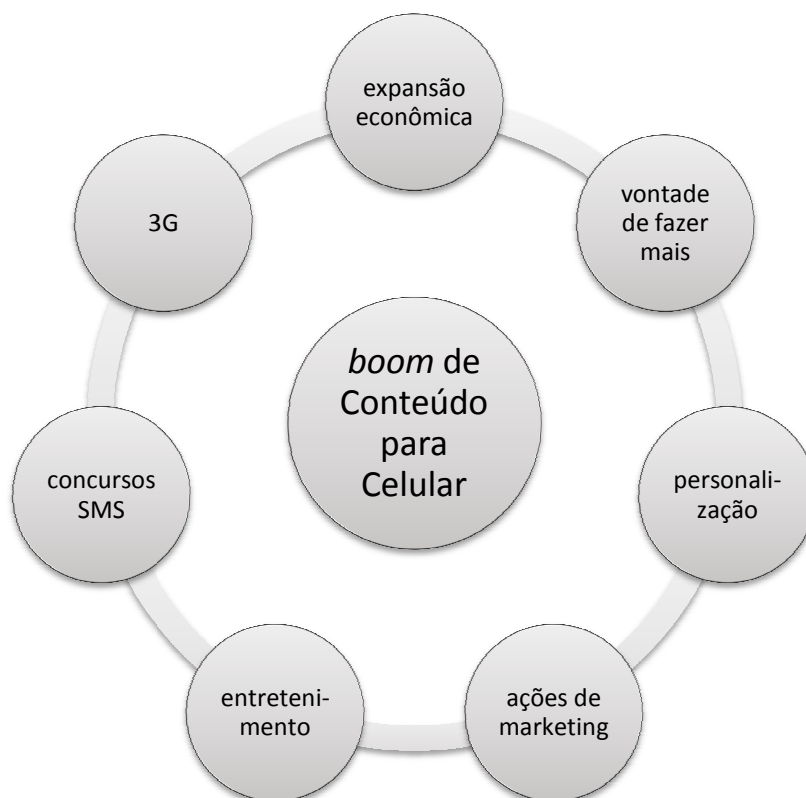 expansão
econômica
vontade
de fazer
mais
personali-
zação
ações de
marketing
entreteni-
mento
concursos
SMS
3G
boom de
Conteúdo
para
Celular